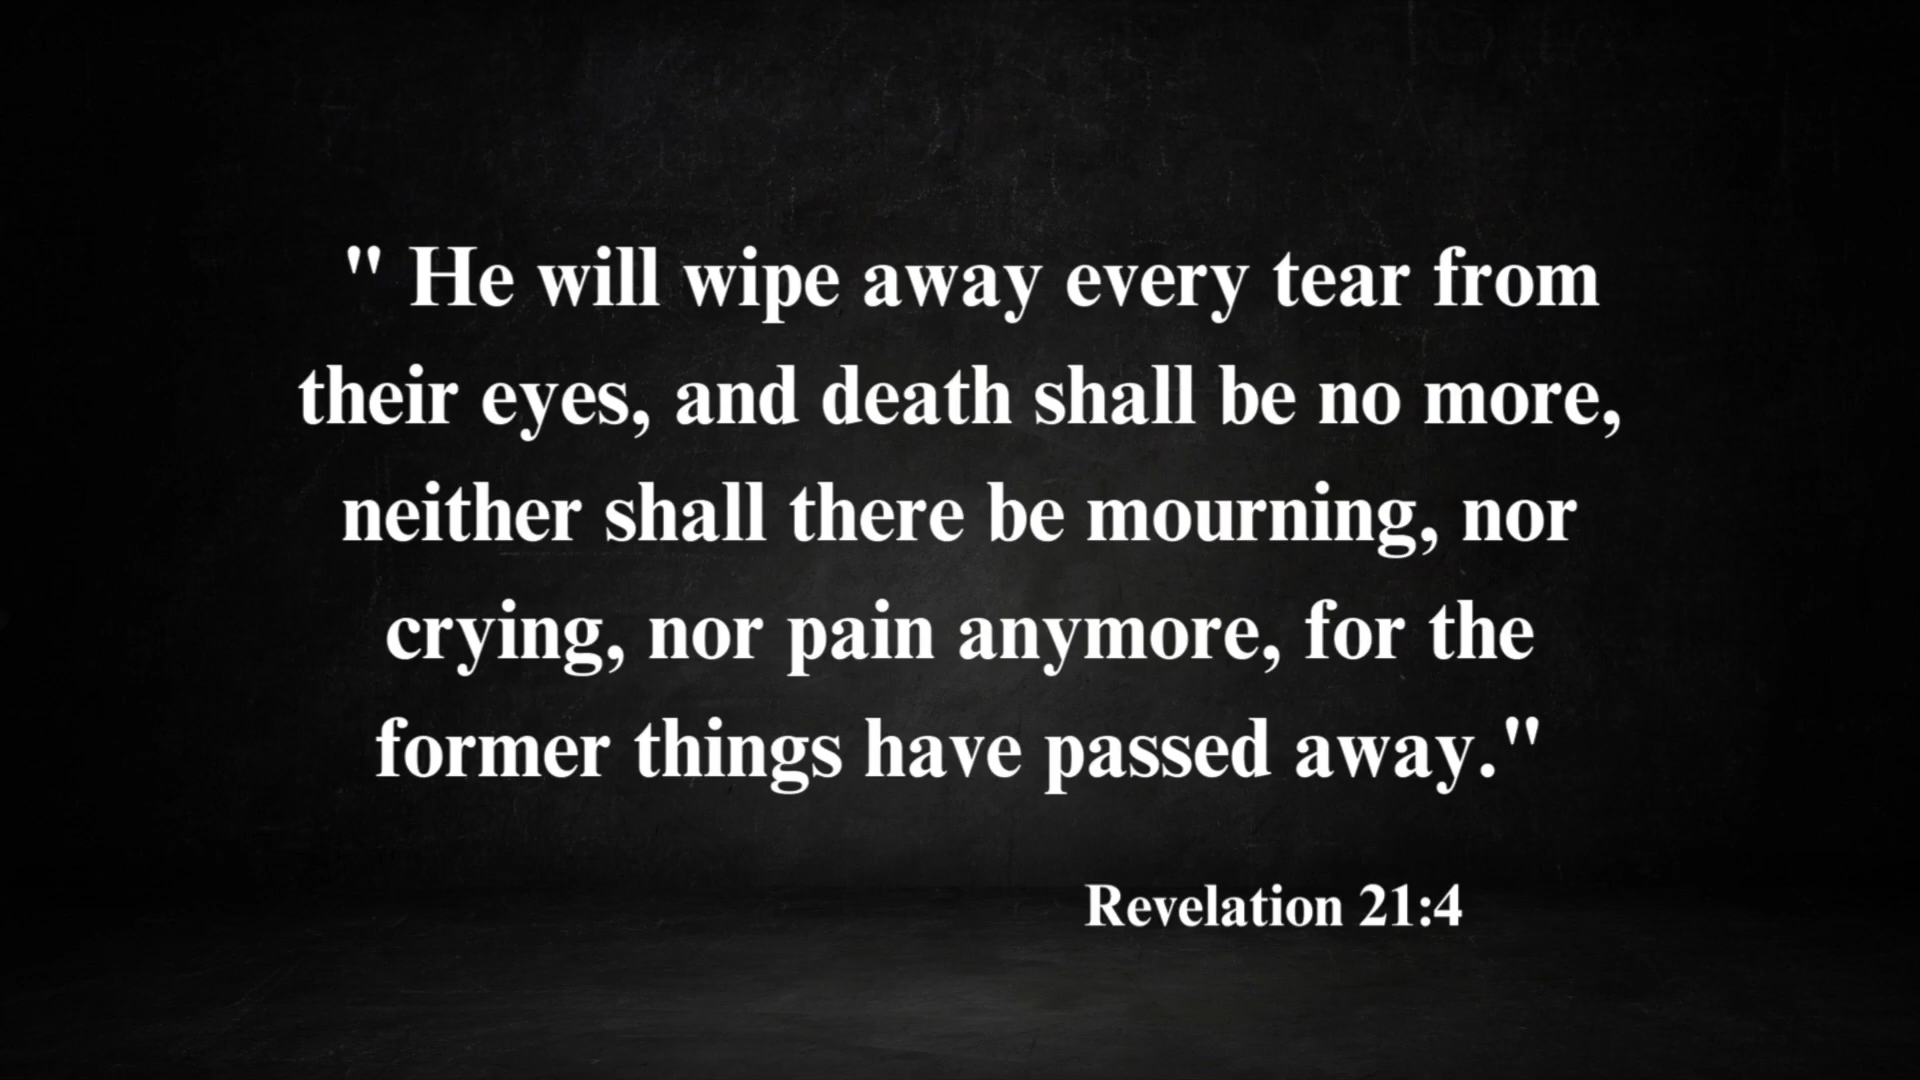 " He will wipe away every tear from
their eyes, and death shall be no more,
neither shall there be mourning, nor
crying, nor pain anymore, for the
former things have passed away."
Revelation 21:4